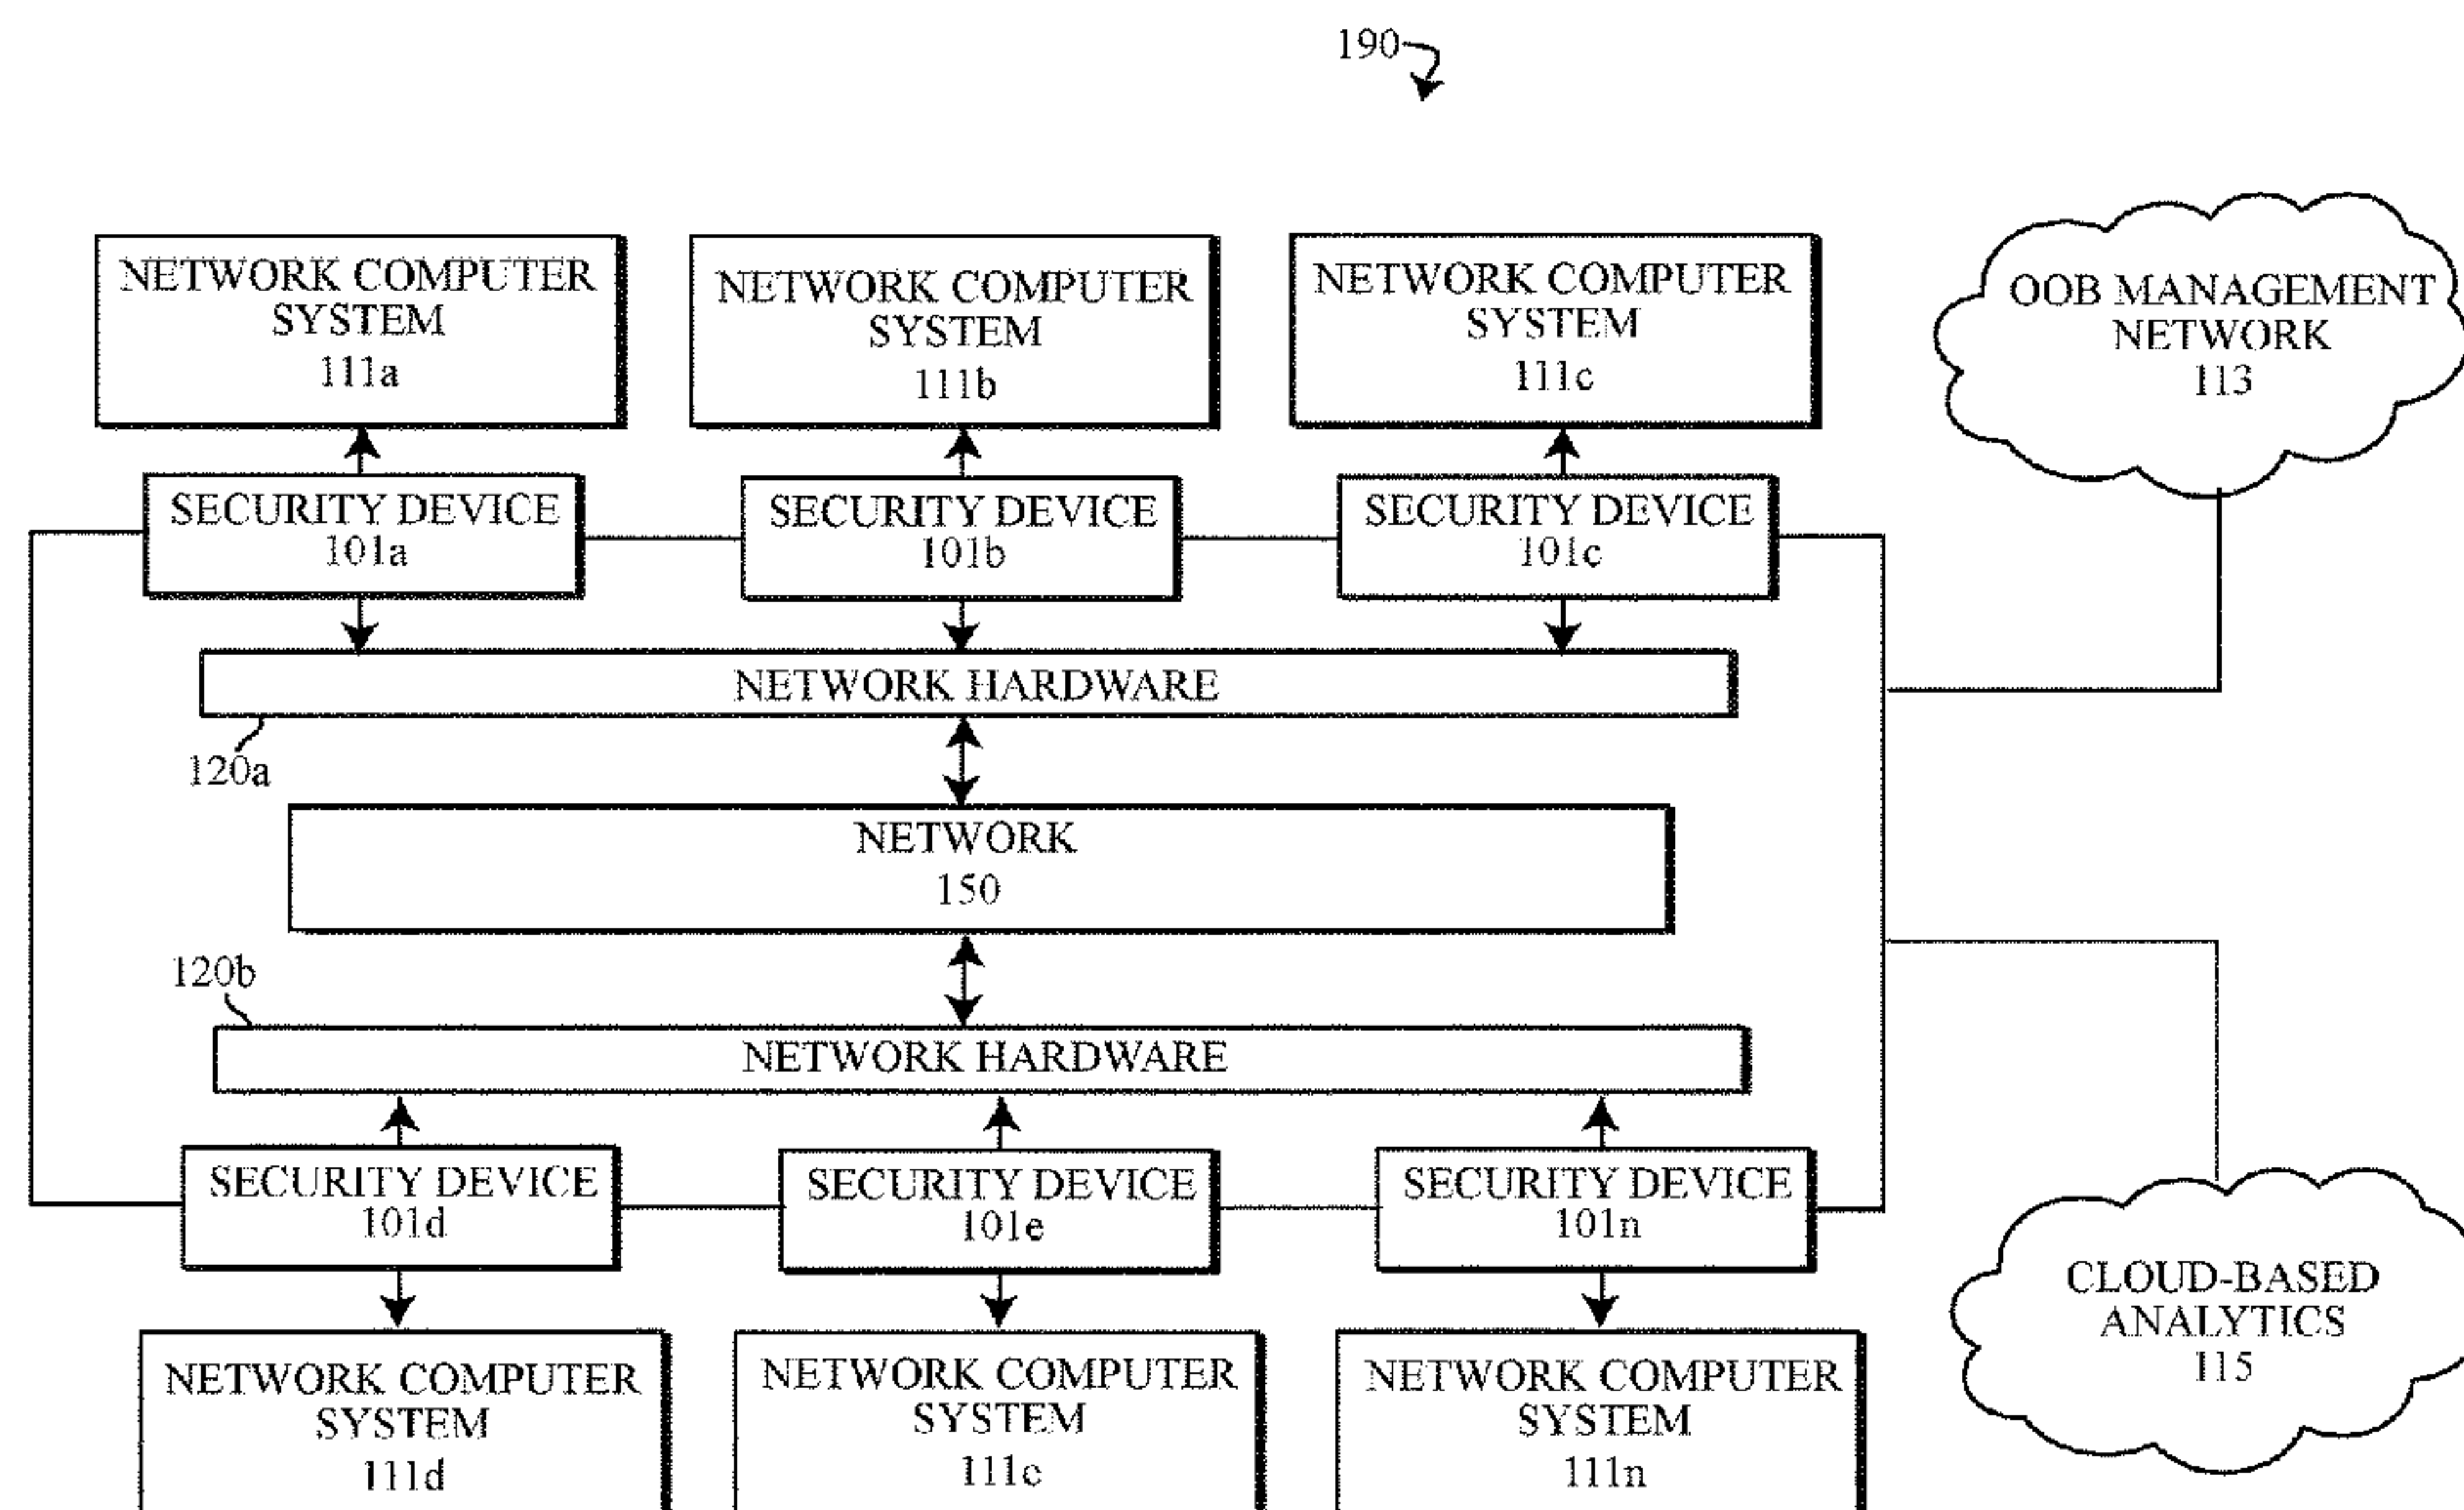 190
NETWORK COMPUTER
SYSTEM
111a
NETWORK COMPUTER
SYSTEM
111b
NETWORK COMPUTER
SYSTEM
111c
OOB MANAGEMENT
NETWORK
113
SECURITY DEVICE
101a
SECURITY DEVICE
101b
SECURITY DEVICE
101c
NETWORK HARDWARE
120a
NETWORK
150
120b
NETWORK HARDWARE
SECURITY DEVICE
101d
SECURITY DEVICE
101e
SECURITY DEVICE
101n
CLOUD-BASED
ANALYTICS
115
NETWORK COMPUTER
SYSTEM
111d
NETWORK COMPUTER
SYSTEM
111e
NETWORK COMPUTER
SYSTEM
111n